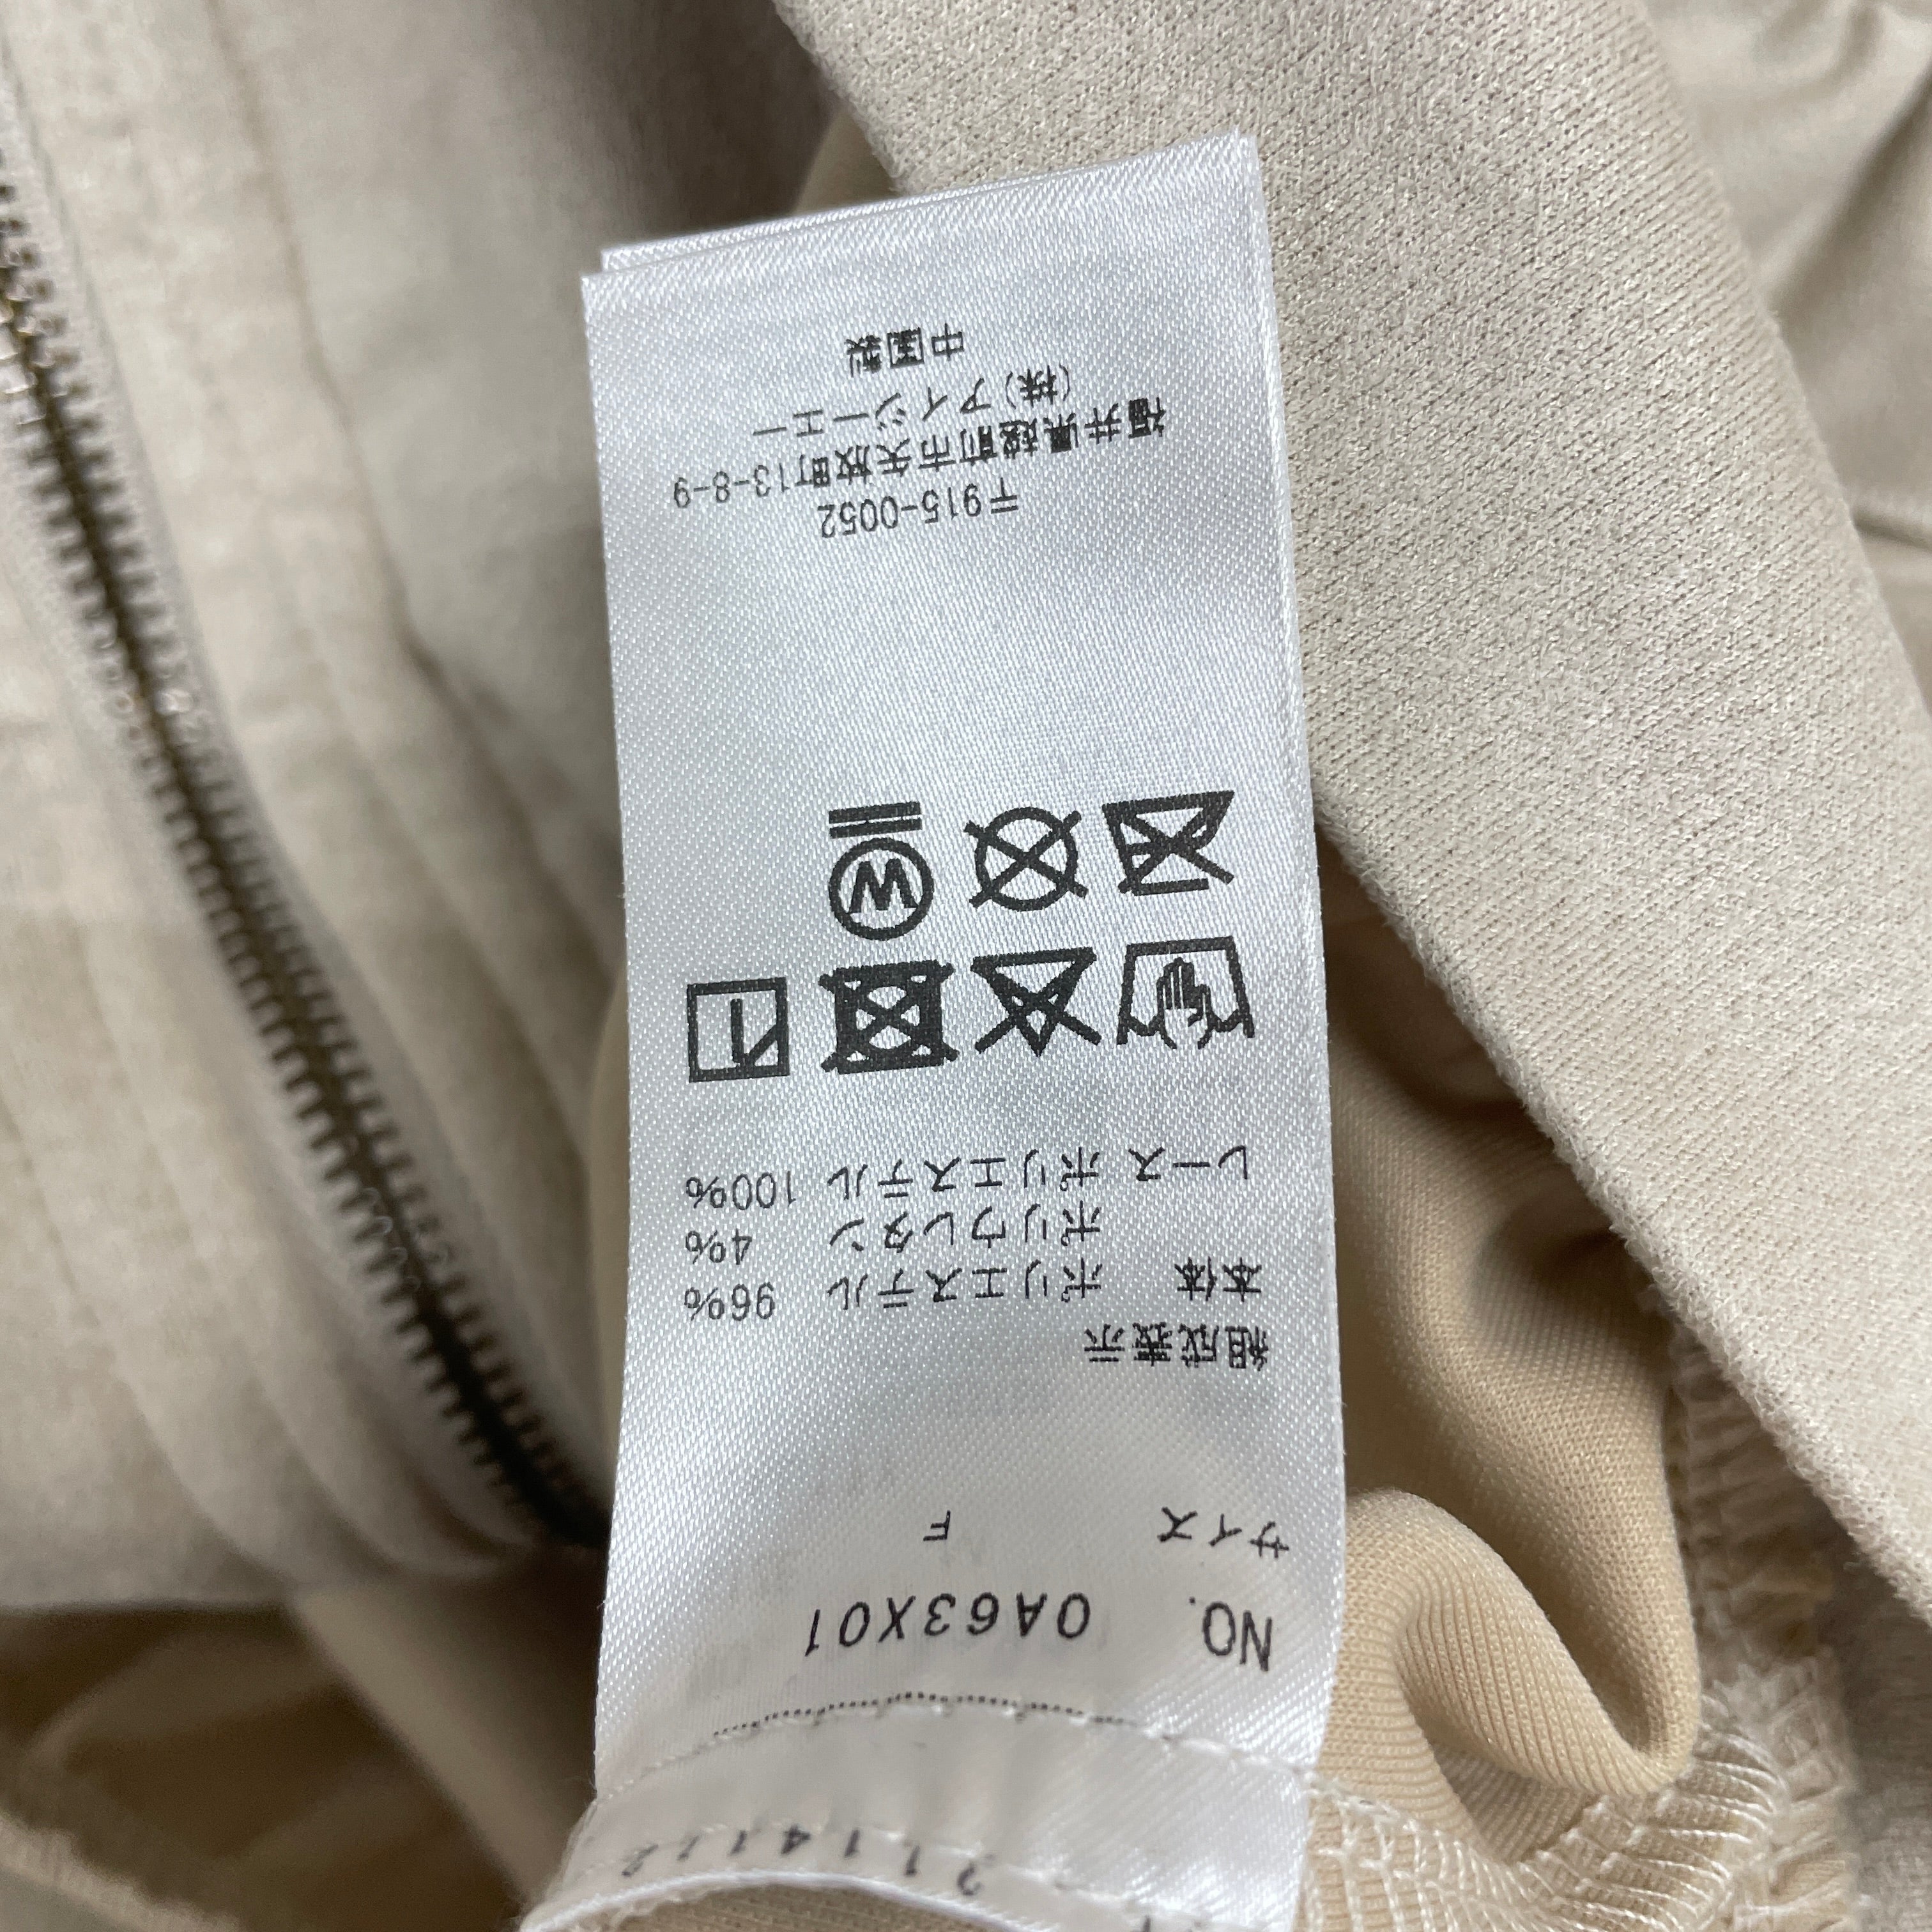 NO. 0A63X01
サイズ F
組成表示
本体 ポリエステル 96%
ポリウレタン 4%
レース ポリエステル 100%
W
〒915-0052
福井県越前市矢放町13-8-9
(株)アイジーエー
中国製